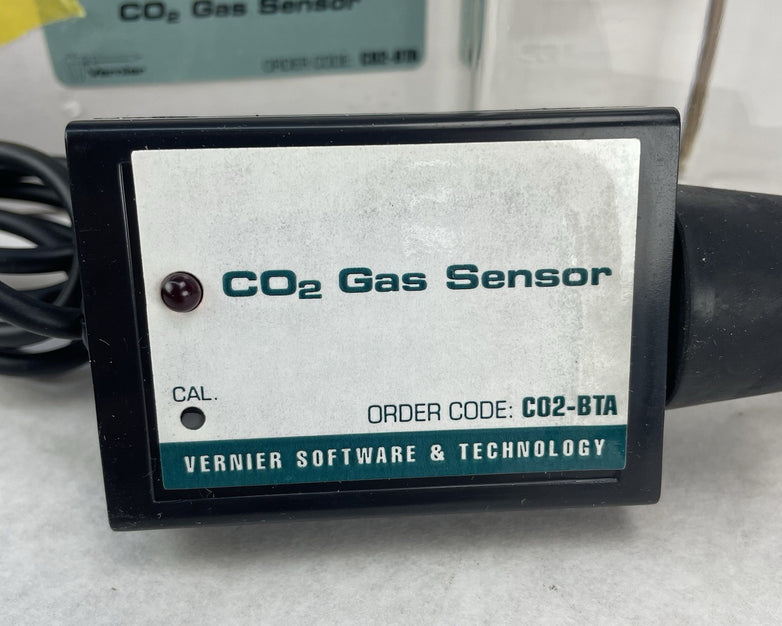 CO₂ Gas Sensor
Vernier
ORDER CODE: CO2-BTA
CO₂ Gas Sensor
CAL.
ORDER CODE: CO2-BTA
VERNIER SOFTWARE & TECHNOLOGY